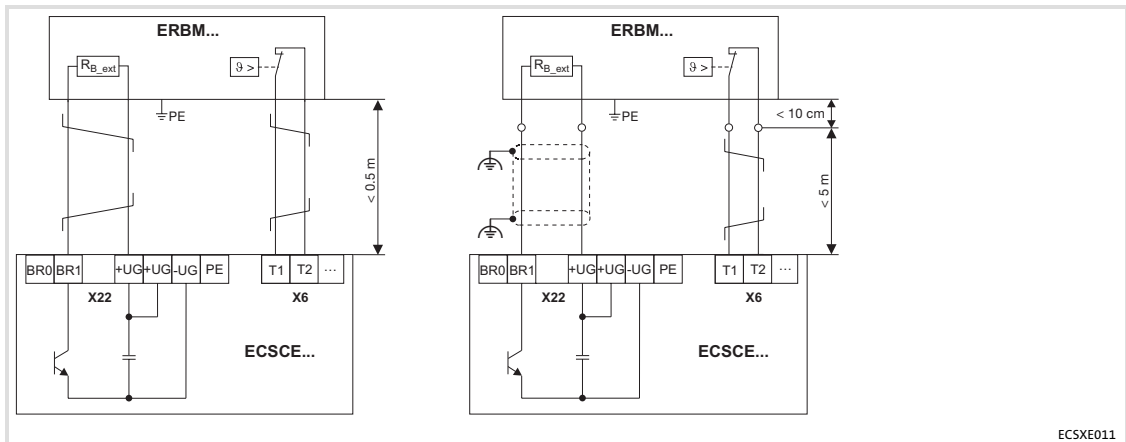 ERBM...
R_B_ext
ϑ >
PE
< 0.5 m
BR0 BR1 +UG +UG -UG PE
T1 T2 ...
X22
X6
ECSCE...
ERBM...
R_B_ext
ϑ >
PE
< 10 cm
< 5 m
BR0 BR1 +UG +UG -UG PE
T1 T2 ...
X22
X6
ECSCE...
ECSXE011